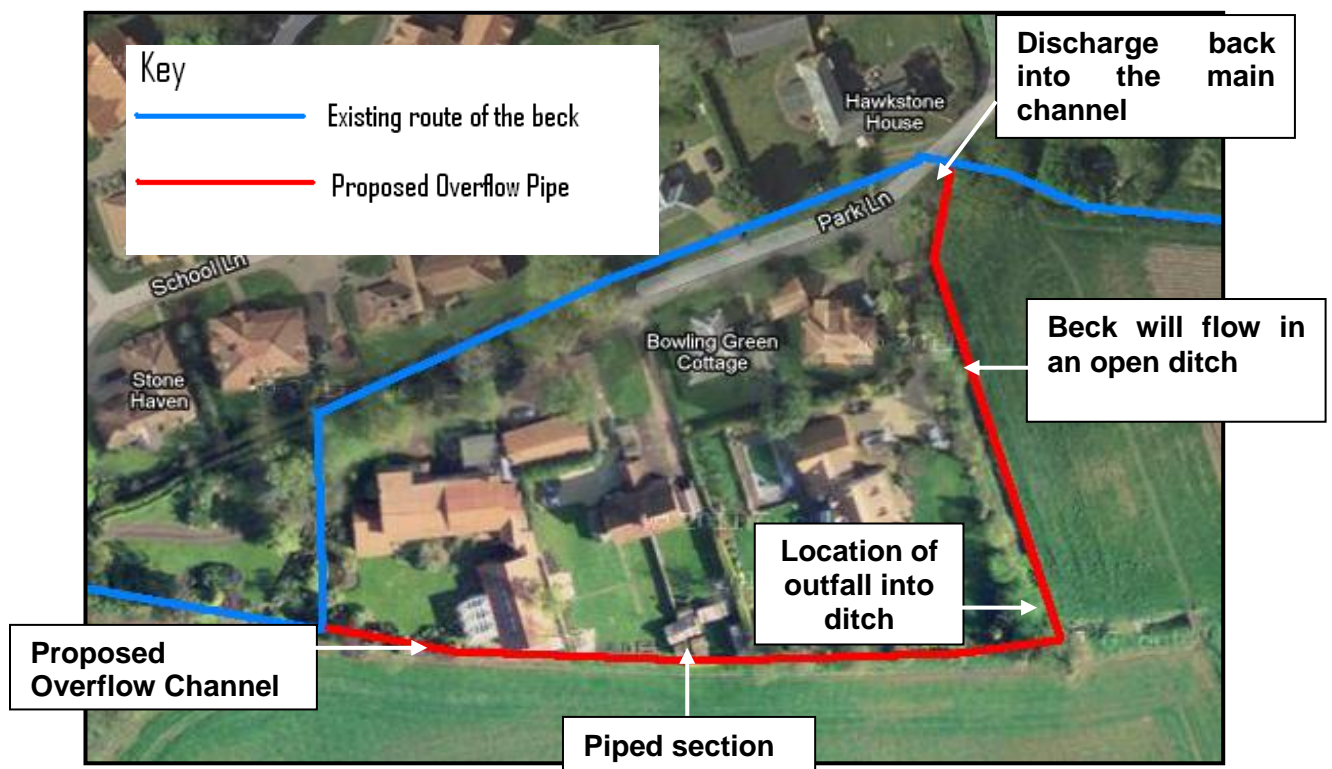 Key
Existing route of the beck
Proposed Overflow Pipe
Discharge back
into the main
channel
Hawkstone
House
Park Ln
School Ln
Beck will flow in
an open ditch
Bowling Green
Cottage
Stone
Haven
Location of
outfall into
ditch
Proposed
Overflow Channel
Piped section